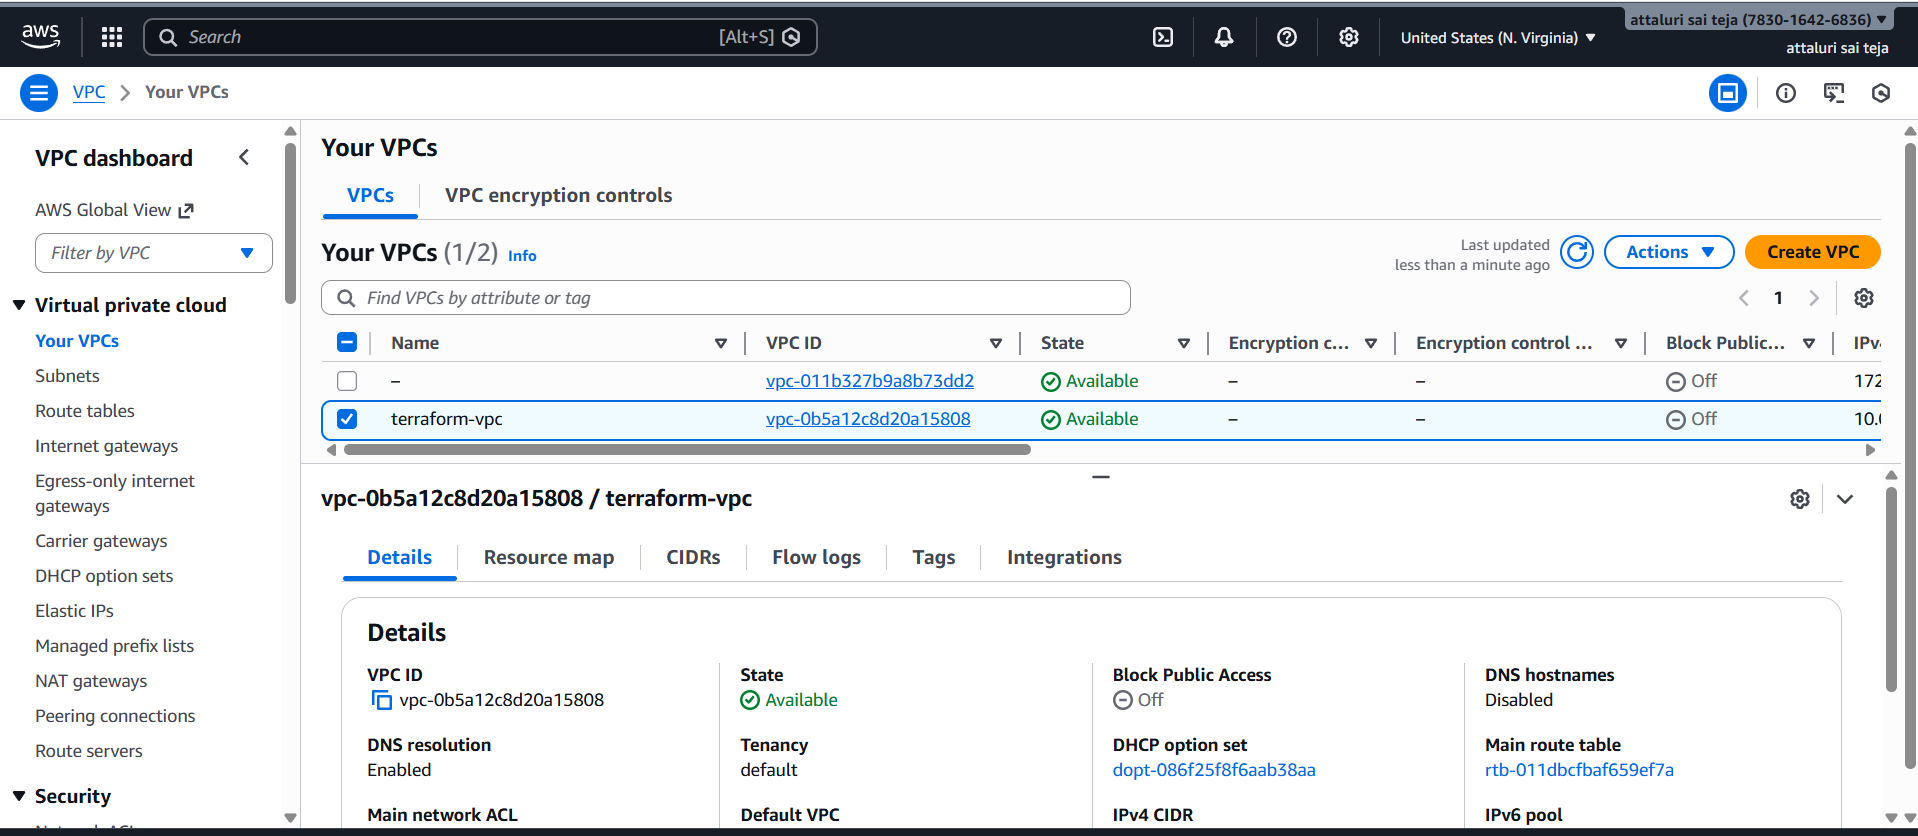 aws
Search
[Alt+S]
United States (N. Virginia)
attaluri sai teja (7830-1642-6836)
attaluri sai teja
VPC
Your VPCs
VPC dashboard
AWS Global View
Filter by VPC
Virtual private cloud
Your VPCs
Subnets
Route tables
Internet gateways
Egress-only internet
gateways
Carrier gateways
DHCP option sets
Elastic IPs
Managed prefix lists
NAT gateways
Peering connections
Route servers
Security
Your VPCs
VPCs
VPC encryption controls
Your VPCs (1/2) Info
Last updated
less than a minute ago
Actions
Create VPC
Find VPCs by attribute or tag
1
Name VPC ID State Encryption c... Encryption control ... Block Public... IPv
– vpc-011b327b9a8b73dd2 Available – – Off 172
terraform-vpc vpc-0b5a12c8d20a15808 Available – – Off 10.
vpc-0b5a12c8d20a15808 / terraform-vpc
Details Resource map CIDRs Flow logs Tags Integrations
Details
VPC ID
vpc-0b5a12c8d20a15808
State
Available
Block Public Access
Off
DNS hostnames
Disabled
DNS resolution
Enabled
Tenancy
default
DHCP option set
dopt-086f25f8f6aab38aa
Main route table
rtb-011dbcfbaf659ef7a
Main network ACL
Default VPC
IPv4 CIDR
IPv6 pool